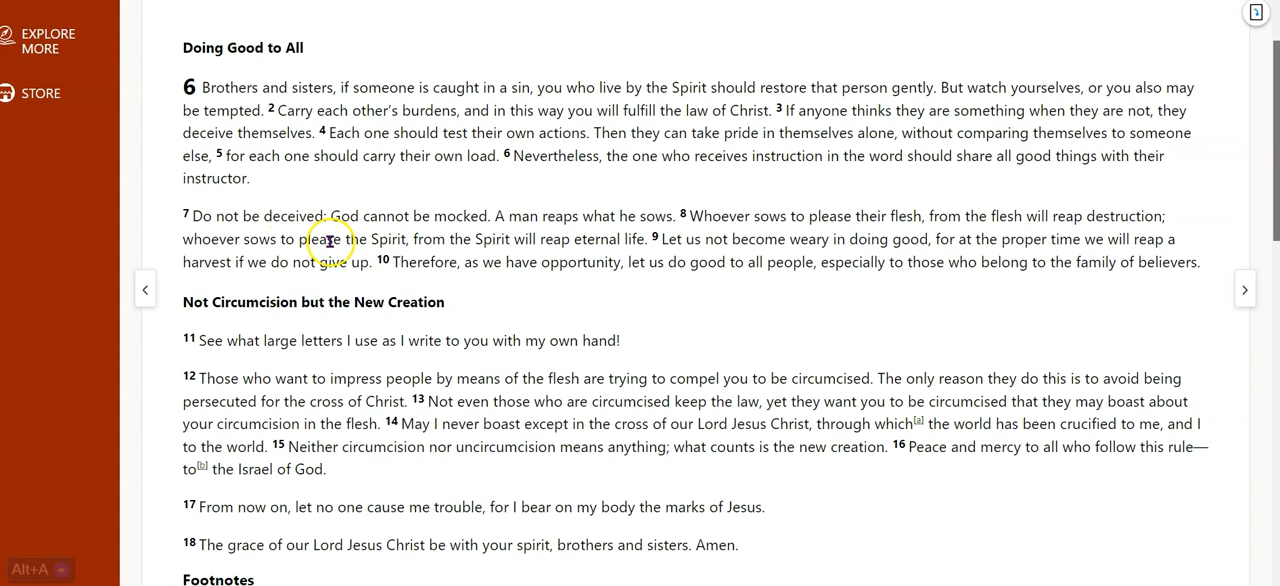 EXPLORE
MORE
STORE
Doing Good to All
6 Brothers and sisters, if someone is caught in a sin, you who live by the Spirit should restore that person gently. But watch yourselves, or you also may
be tempted. 2 Carry each other’s burdens, and in this way you will fulfill the law of Christ. 3 If anyone thinks they are something when they are not, they
deceive themselves. 4 Each one should test their own actions. Then they can take pride in themselves alone, without comparing themselves to someone
else, 5 for each one should carry their own load. 6 Nevertheless, the one who receives instruction in the word should share all good things with their
instructor.
7 Do not be deceived: God cannot be mocked. A man reaps what he sows. 8 Whoever sows to please their flesh, from the flesh will reap destruction;
whoever sows to please the Spirit, from the Spirit will reap eternal life. 9 Let us not become weary in doing good, for at the proper time we will reap a
harvest if we do not give up. 10 Therefore, as we have opportunity, let us do good to all people, especially to those who belong to the family of believers.
Not Circumcision but the New Creation
11 See what large letters I use as I write to you with my own hand!
12 Those who want to impress people by means of the flesh are trying to compel you to be circumcised. The only reason they do this is to avoid being
persecuted for the cross of Christ. 13 Not even those who are circumcised keep the law, yet they want you to be circumcised that they may boast about
your circumcision in the flesh. 14 May I never boast except in the cross of our Lord Jesus Christ, through which[a] the world has been crucified to me, and I
to the world. 15 Neither circumcision nor uncircumcision means anything; what counts is the new creation. 16 Peace and mercy to all who follow this rule—
to[b] the Israel of God.
17 From now on, let no one cause me trouble, for I bear on my body the marks of Jesus.
18 The grace of our Lord Jesus Christ be with your spirit, brothers and sisters. Amen.
Alt+A
Footnotes